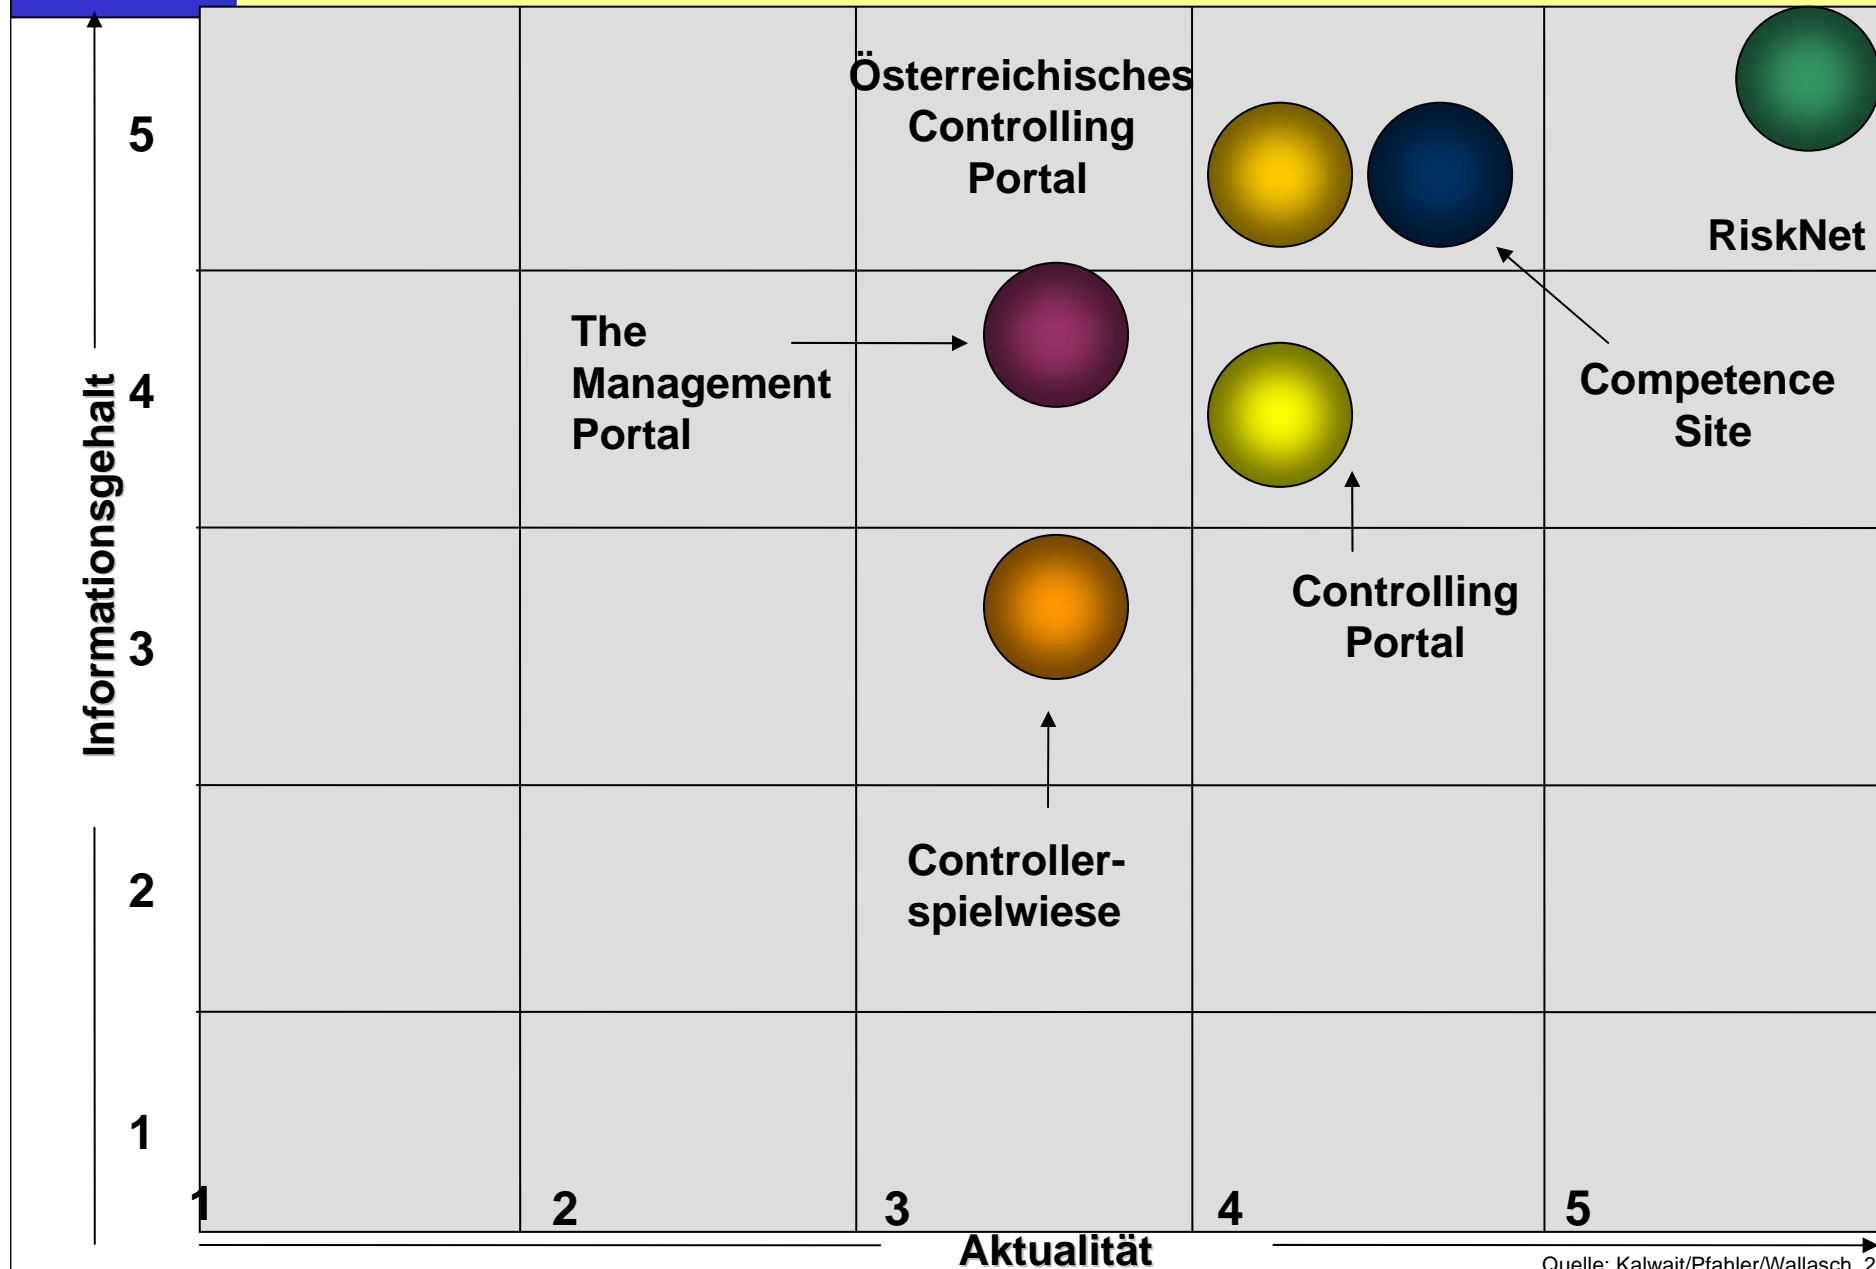 Österreichisches
Controlling
Portal
5
RiskNet
The
Management
Portal
4
Competence
Site
Informationsgehalt
Controlling
Portal
3
Controller-
spielwiese
2
1
1
2
3
4
5
Aktualität
Quelle: Kalwait/Pfahler/Wallasch, 2